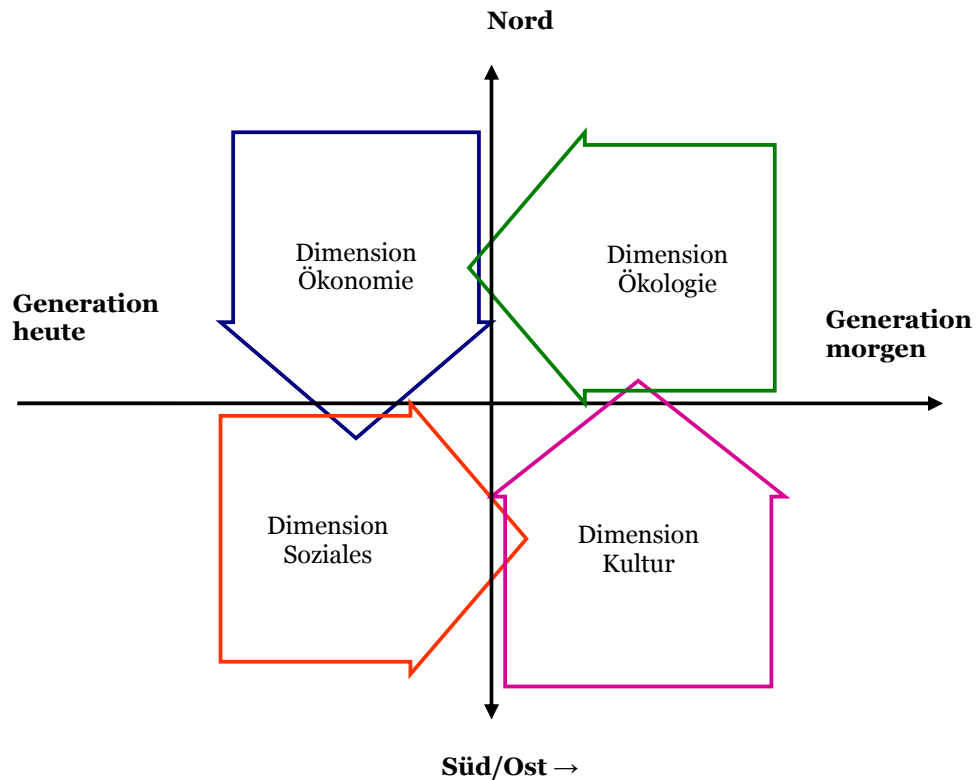 Nord
Dimension
Ökonomie
Dimension
Ökologie
Generation
heute
Generation
morgen
Dimension
Soziales
Dimension
Kultur
Süd/Ost →